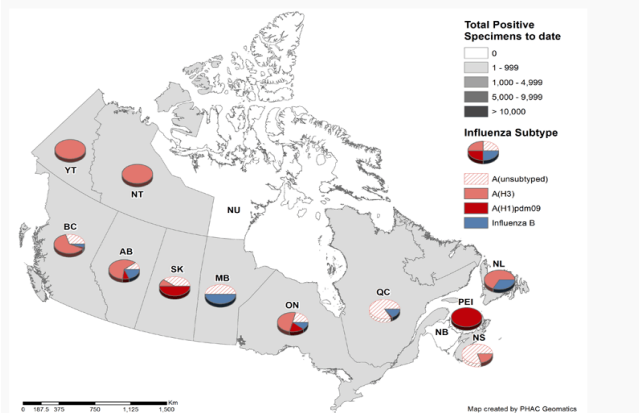 Total Positive
Specimens to date
0
1 - 999
1,000 - 4,999
5,000 - 9,999
> 10,000
Influenza Subtype
A(unsubtyped)
A(H3)
A(H1)pdm09
Influenza B
YT
NT
NU
BC
AB
SK
MB
ON
QC
NL
PEI
NB
NS
Km
0 187.5 375 750 1,125 1,500
Map created by PHAC Geomatics